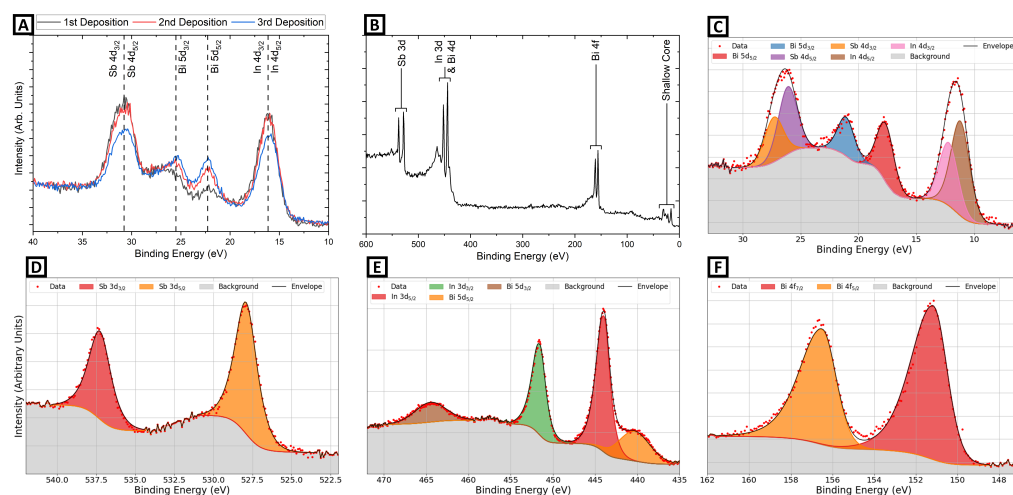 A
1st Deposition 2nd Deposition 3rd Deposition
Sb 4d3/2
Sb 4d5/2
Bi 5d3/2
Bi 5d5/2
In 4d3/2
In 4d5/2
Intensity (Arb. Units)
40 35 30 25 20 15 10
Binding Energy (eV)
B
Sb 3d
In 3d
& Bi 4d
Bi 4f
Shallow Core
600 500 400 300 200 100 0
Binding Energy (eV)
C
Data Bi 5d3/2 Sb 4d3/2 In 4d3/2 Envelope
Bi 5d5/2 Sb 4d5/2 In 4d5/2 Background
30 25 20 15 10
Binding Energy (eV)
D
Data Sb 3d3/2 Sb 3d5/2 Background Envelope
Intensity (Arbitrary Units)
540.0 537.5 535.0 532.5 530.0 527.5 525.0 522.5
Binding Energy (eV)
E
Data In 3d3/2 Bi 5d3/2 Background Envelope
In 3d5/2 Bi 5d5/2
470 465 460 455 450 445 440 435
Binding Energy (eV)
F
Data Bi 4f7/2 Bi 4f5/2 Background Envelope
162 160 158 156 154 152 150 148
Binding Energy (eV)